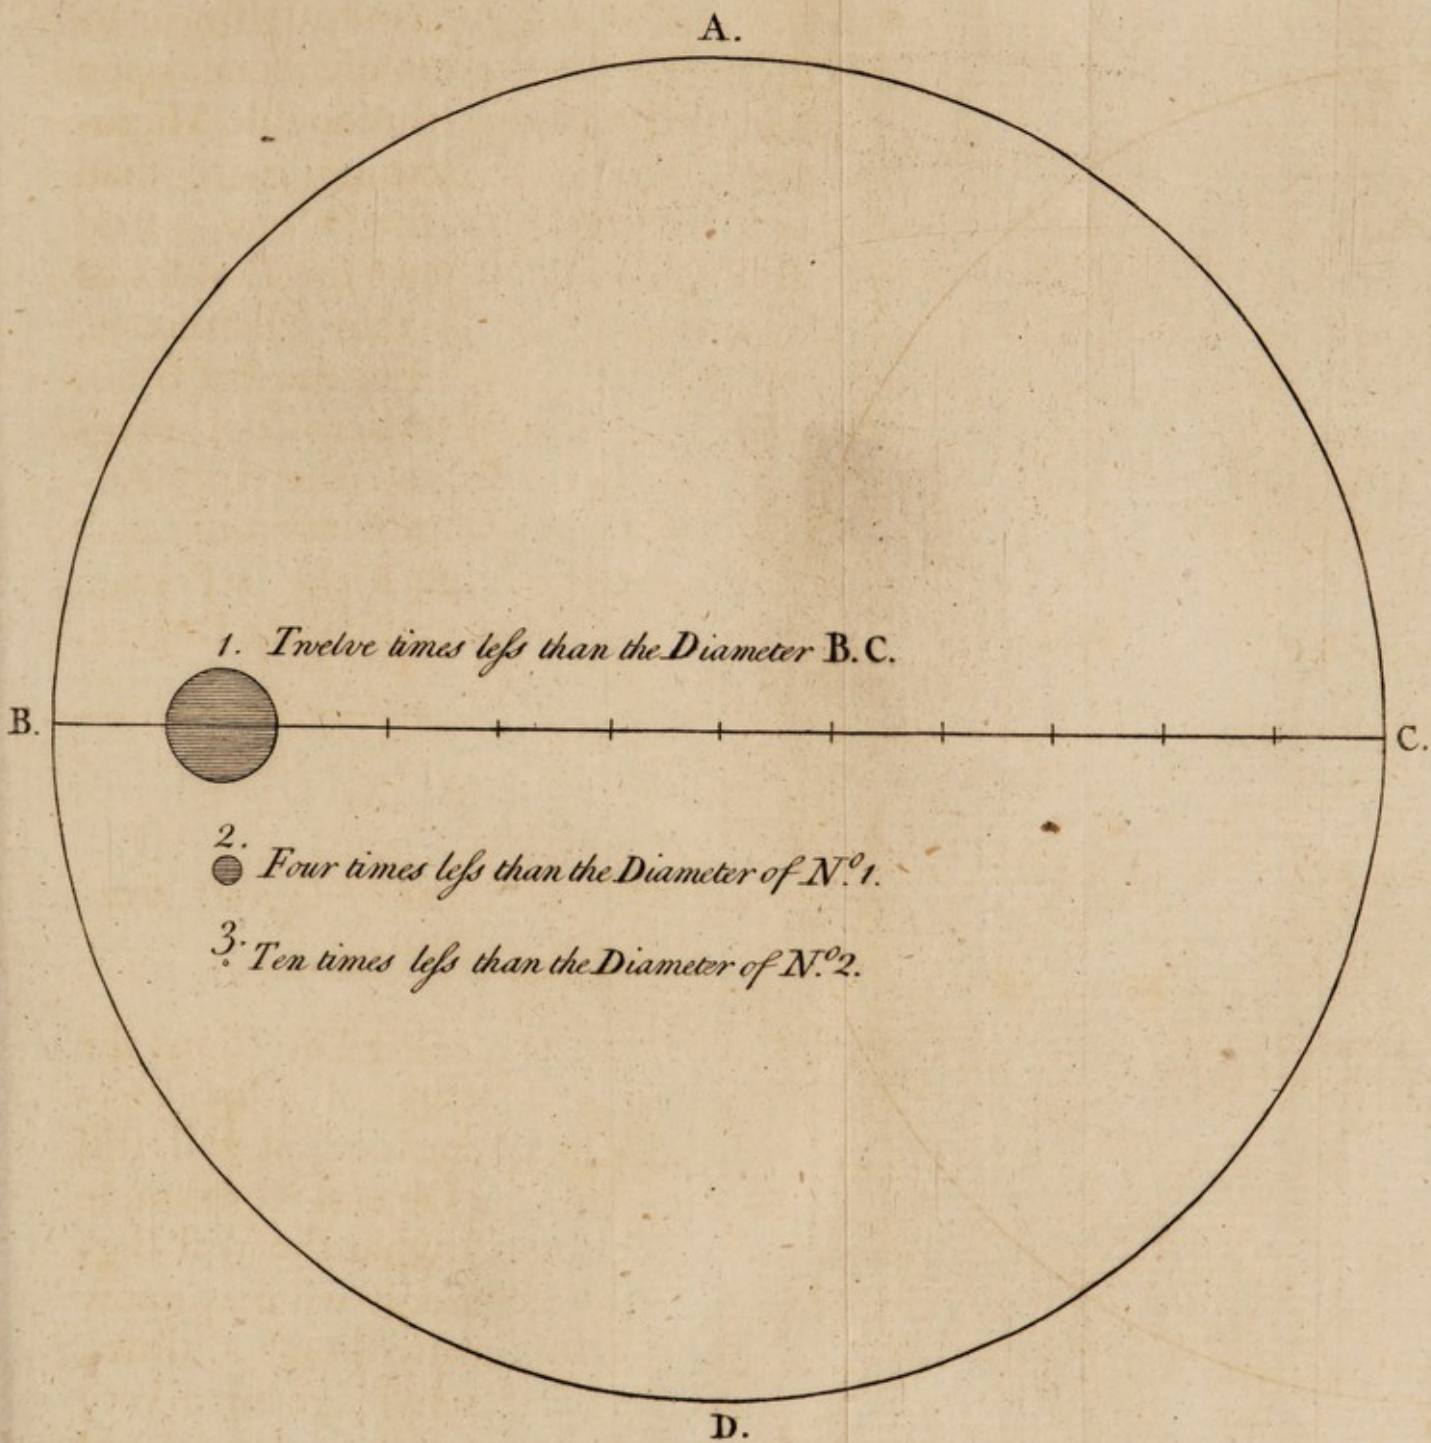 A.
1. Twelve times leſs than the Diameter B.C.
B.
C.
2.
Four times leſs than the Diameter of N.º 1.
3.
Ten times leſs than the Diameter of N.º 2.
D.